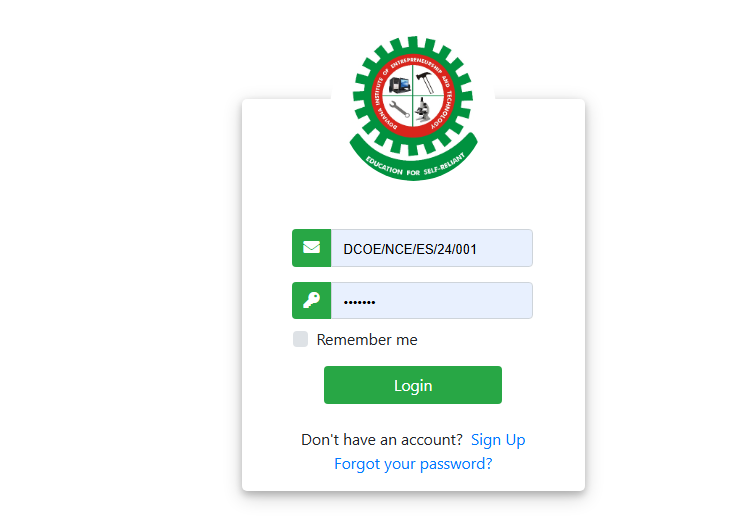 DOVIANA INSTITUTE OF ENTREPRENEURSHIP AND TECHNOLOGY
EDUCATION FOR SELF-RELIANT
DCOE/NCE/ES/24/001
•••••••
Remember me
Login
Don't have an account? Sign Up
Forgot your password?